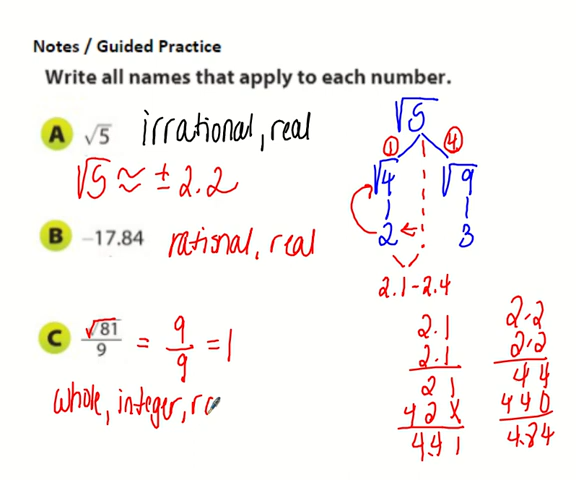 Notes / Guided Practice
Write all names that apply to each number.
A √5 irrational, real
√5 ≈ ± 2.2
B −17.84 rational, real
C √81/9 = 9/9 = 1
whole, integer, ra
√5
1 4
√4 √9
2 3
2.1-2.4
2.1
2.1
21
42x
4.41
2.2
2.2
44
440
4.84